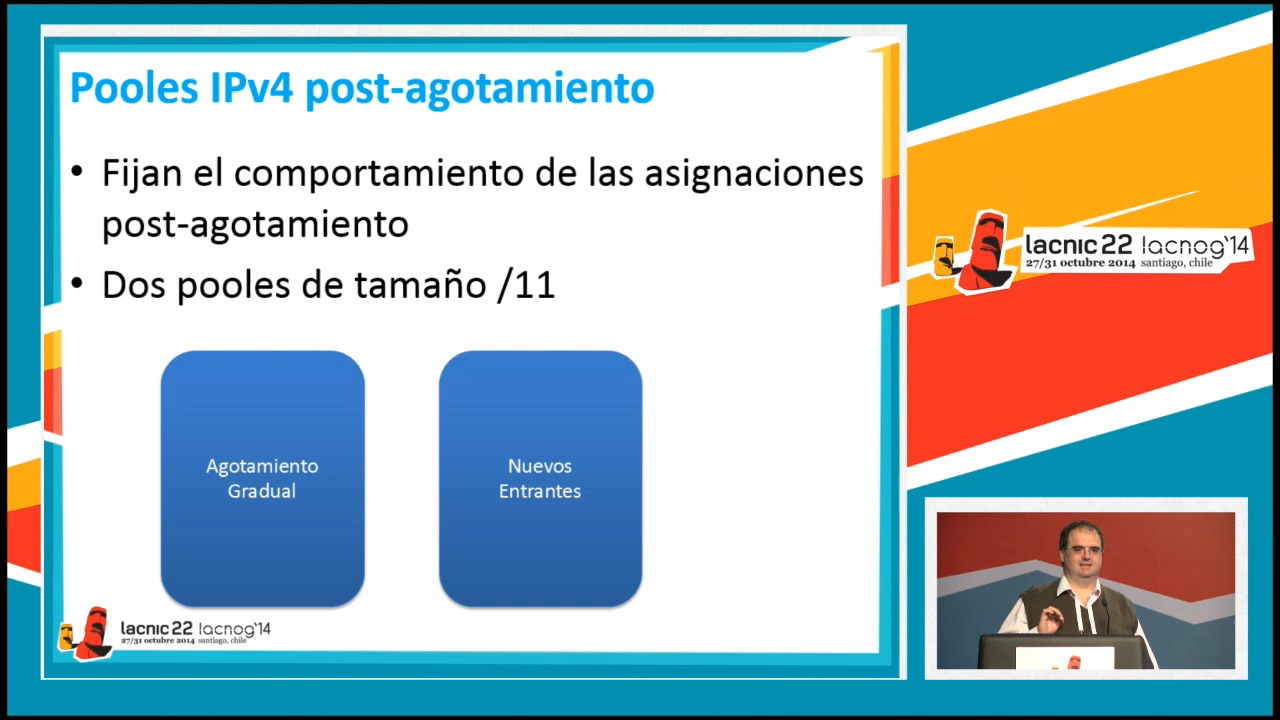 Pooles IPv4 post-agotamiento
• Fijan el comportamiento de las asignaciones
post-agotamiento
• Dos pooles de tamaño /11
Agotamiento
Gradual
Nuevos
Entrantes
lacnic 22 lacnog'14
27/31 octubre 2014 santiago, chile
lacnic 22 lacnog'14
27/31 octubre 2014 santiago, chile